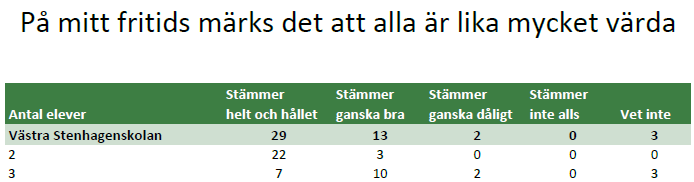 På mitt fritids märks det att alla är lika mycket värda
Stämmer Stämmer Stämmer Stämmer
Antal elever helt och hållet ganska bra ganska dåligt inte alls Vet inte
Västra Stenhagenskolan 29 13 2 0 3
2 22 3 0 0 0
3 7 10 2 0 3